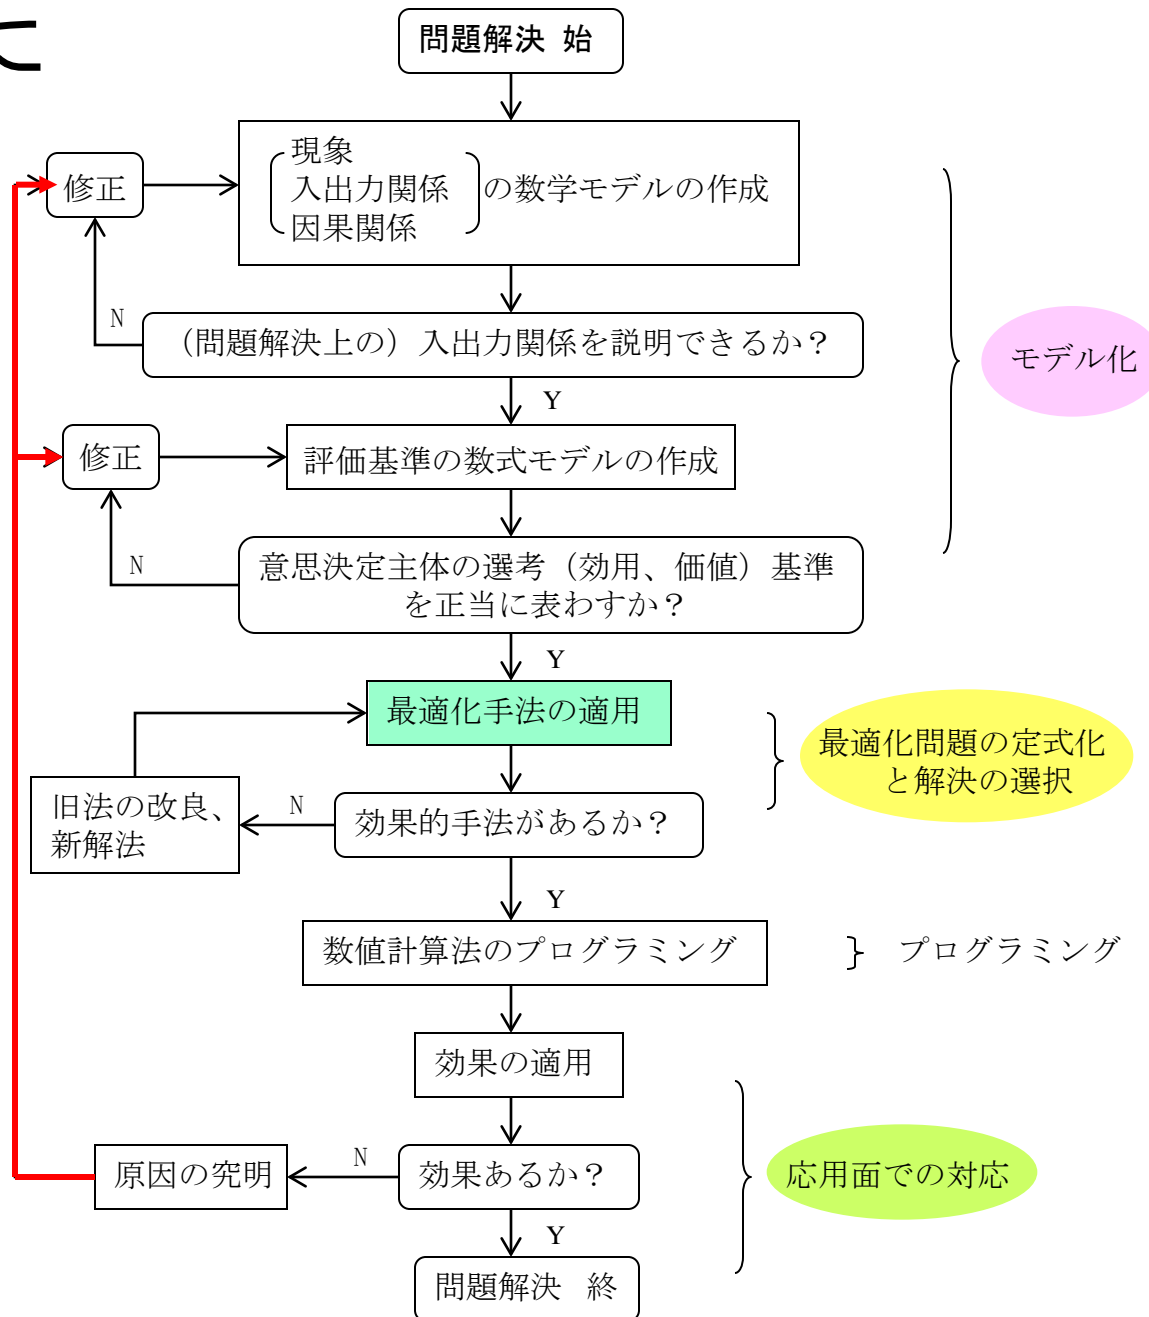 問題解決 始
現象
入出力関係
因果関係
の数学モデルの作成
修正
N
(問題解決上の)入出力関係を説明できるか?
モデル化
Y
修正
評価基準の数式モデルの作成
N
意思決定主体の選考(効用、価値)基準
を正当に表わすか?
Y
最適化手法の適用
最適化問題の定式化
と解決の選択
旧法の改良、
新解法
N
効果的手法があるか?
Y
数値計算法のプログラミング
プログラミング
効果の適用
原因の究明
N
効果あるか?
応用面での対応
Y
問題解決 終